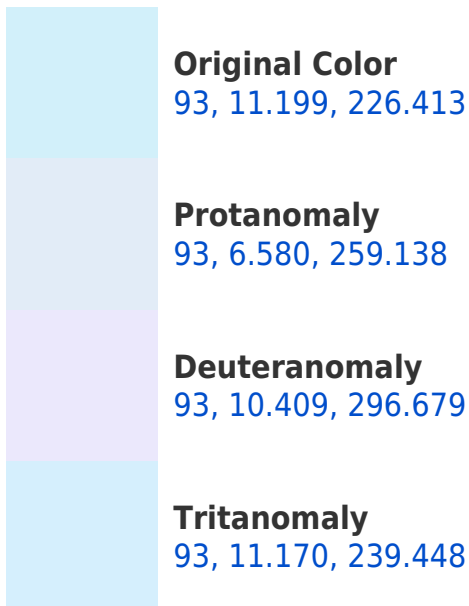 Original Color
93, 11.199, 226.413
Protanomaly
93, 6.580, 259.138
Deuteranomaly
93, 10.409, 296.679
Tritanomaly
93, 11.170, 239.448